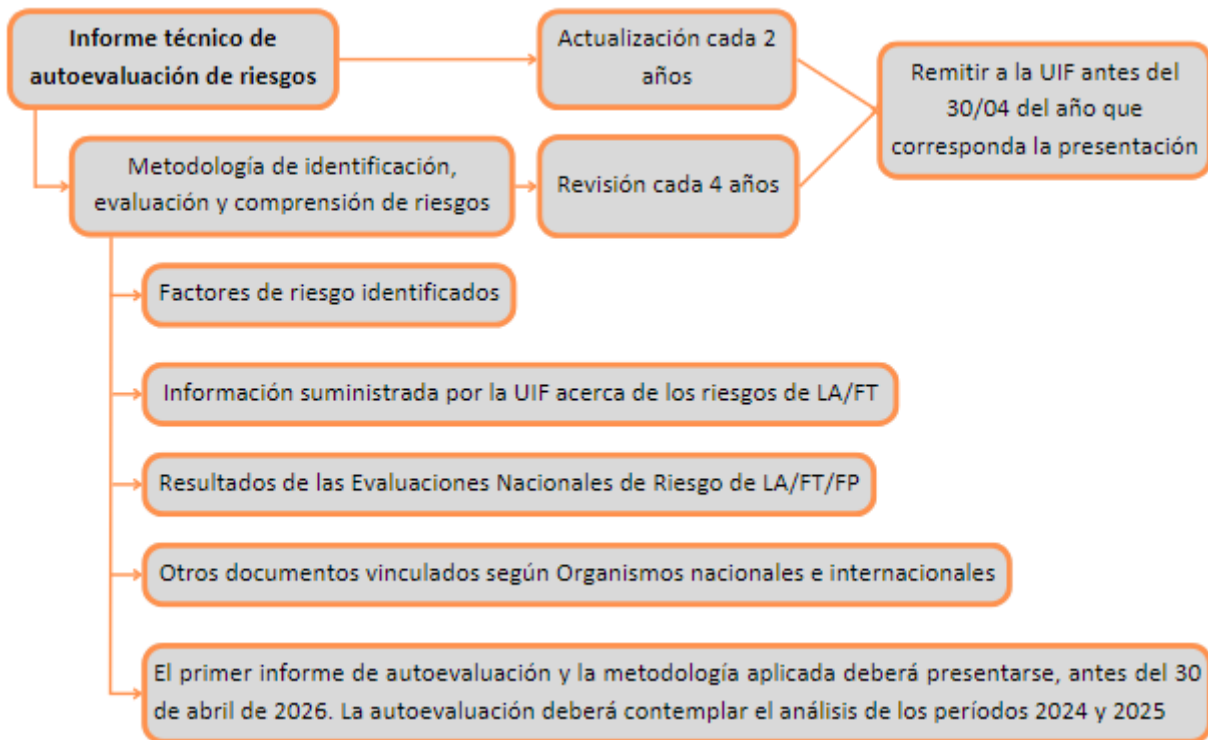 Informe técnico de
autoevaluación de riesgos
Actualización cada 2
años
Remitir a la UIF antes del
30/04 del año que
corresponda la presentación
Metodología de identificación,
evaluación y comprensión de riesgos
Revisión cada 4 años
Factores de riesgo identificados
Información suministrada por la UIF acerca de los riesgos de LA/FT
Resultados de las Evaluaciones Nacionales de Riesgo de LA/FT/FP
Otros documentos vinculados según Organismos nacionales e internacionales
El primer informe de autoevaluación y la metodología aplicada deberá presentarse, antes del 30
de abril de 2026. La autoevaluación deberá contemplar el análisis de los períodos 2024 y 2025